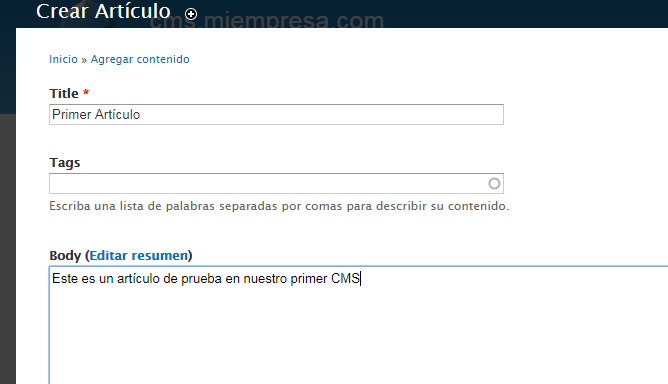 Crear Artículo
cms.miempresa.com
Inicio » Agregar contenido
Title *
Primer Artículo
Tags
Escriba una lista de palabras separadas por comas para describir su contenido.
Body (Editar resumen)
Este es un artículo de prueba en nuestro primer CMS